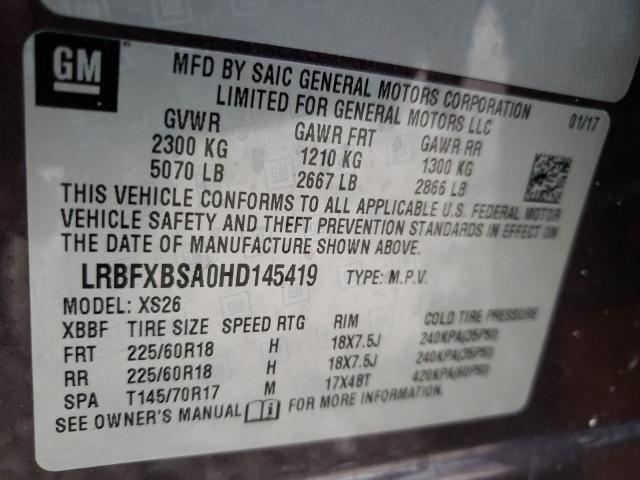 GM
MFD BY SAIC GENERAL MOTORS CORPORATION
LIMITED FOR GENERAL MOTORS LLC
01/17
GVWR GAWR FRT GAWR RR
2300 KG 1210 KG 1300 KG
5070 LB 2667 LB 2866 LB
THIS VEHICLE CONFORMS TO ALL APPLICABLE U.S. FEDERAL MOTOR
VEHICLE SAFETY AND THEFT PREVENTION STANDARDS IN EFFECT ON
THE DATE OF MANUFACTURE SHOWN ABOVE.
LRBFXBSA0HD145419 TYPE: M.P.V.
MODEL: XS26
XBBF TIRE SIZE SPEED RTG RIM COLD TIRE PRESSURE
FRT 225/60R18 H 18X7.5J 240KPA(35PSI)
RR 225/60R18 H 18X7.5J 240KPA(35PSI)
SPA T145/70R17 M 17X4BT 420KPA(60PSI)
SEE OWNER'S MANUAL FOR MORE INFORMATION.